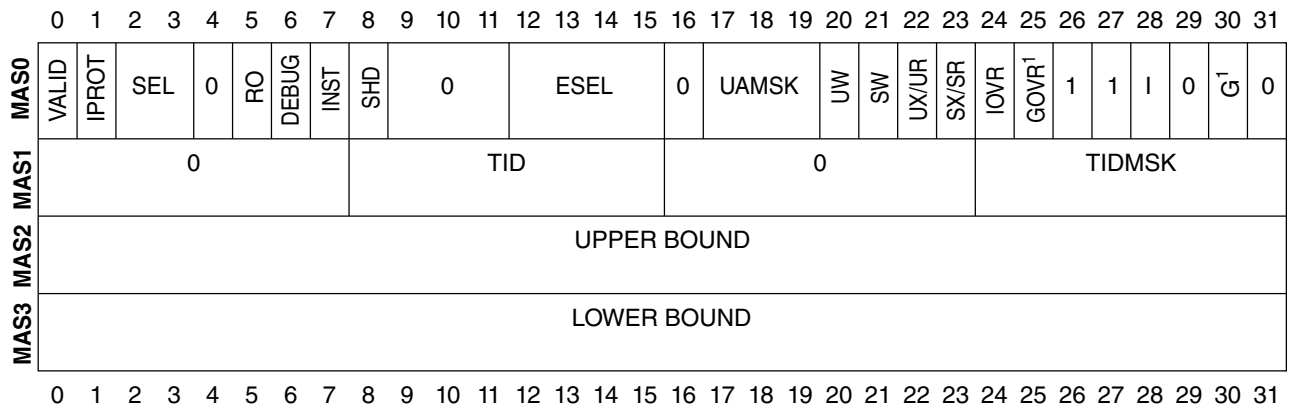 0 1 2 3 4 5 6 7 8 9 10 11 12 13 14 15 16 17 18 19 20 21 22 23 24 25 26 27 28 29 30 31
MAS0 VALID IPROT SEL 0 RO DEBUG INST SHD 0 ESEL 0 UAMSK UW SW UX/UR SX/SR IOVR GOVR¹ 1 1 I 0 G¹ 0
MAS1 0 TID 0 TIDMSK
MAS2 UPPER BOUND
MAS3 LOWER BOUND
0 1 2 3 4 5 6 7 8 9 10 11 12 13 14 15 16 17 18 19 20 21 22 23 24 25 26 27 28 29 30 31